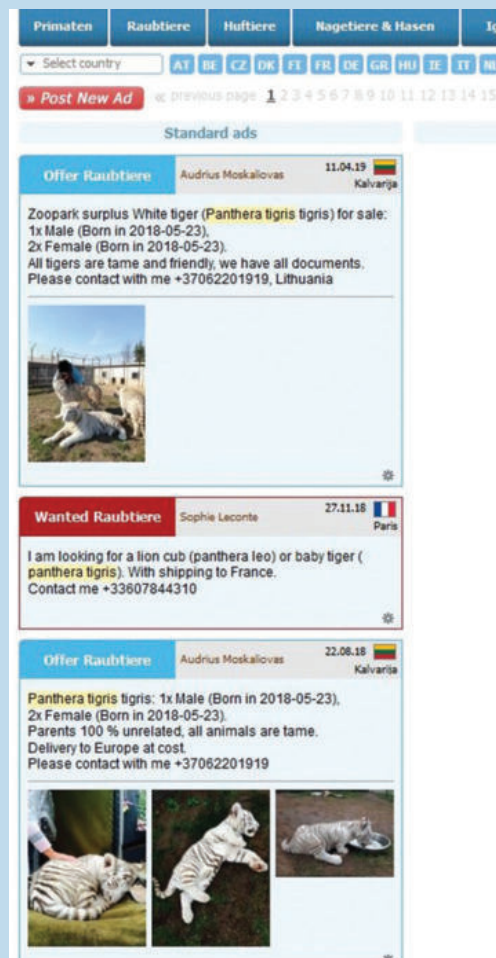 Primaten Raubtiere Huftiere Nagetiere & Hasen
Select country AT BE CZ DK FI FR DE GR HU IE IT
» Post New Ad « previous page 1 2 3 4 5 6 7 8 9 10 11 12 13 14 15
Standard ads
Offer Raubtiere Audrius Moskaliovas 11.04.19
Kalvarija
Zoopark surplus White tiger (Panthera tigris tigris) for sale:
1x Male (Born in 2018-05-23),
2x Female (Born in 2018-05-23).
All tigers are tame and friendly, we have all documents.
Please contact with me +37062201919, Lithuania
Wanted Raubtiere Sophie Leconte 27.11.18
Paris
I am looking for a lion cub (panthera leo) or baby tiger (
panthera tigris). With shipping to France.
Contact me +33607844310
Offer Raubtiere Audrius Moskaliovas 22.08.18
Kalvarija
Panthera tigris tigris: 1x Male (Born in 2018-05-23),
2x Female (Born in 2018-05-23).
Parents 100 % unrelated, all animals are tame.
Delivery to Europe at cost.
Please contact with me +37062201919